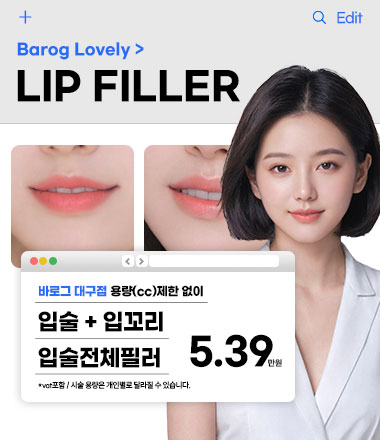 +
Edit
Barog Lovely >
LIP FILLER
바로그 대구점 용량(cc)제한 없이
입술 + 입꼬리
입술전체필러
5.39만원
*vat포함 / 시술 용량은 개인별로 달라질 수 있습니다.